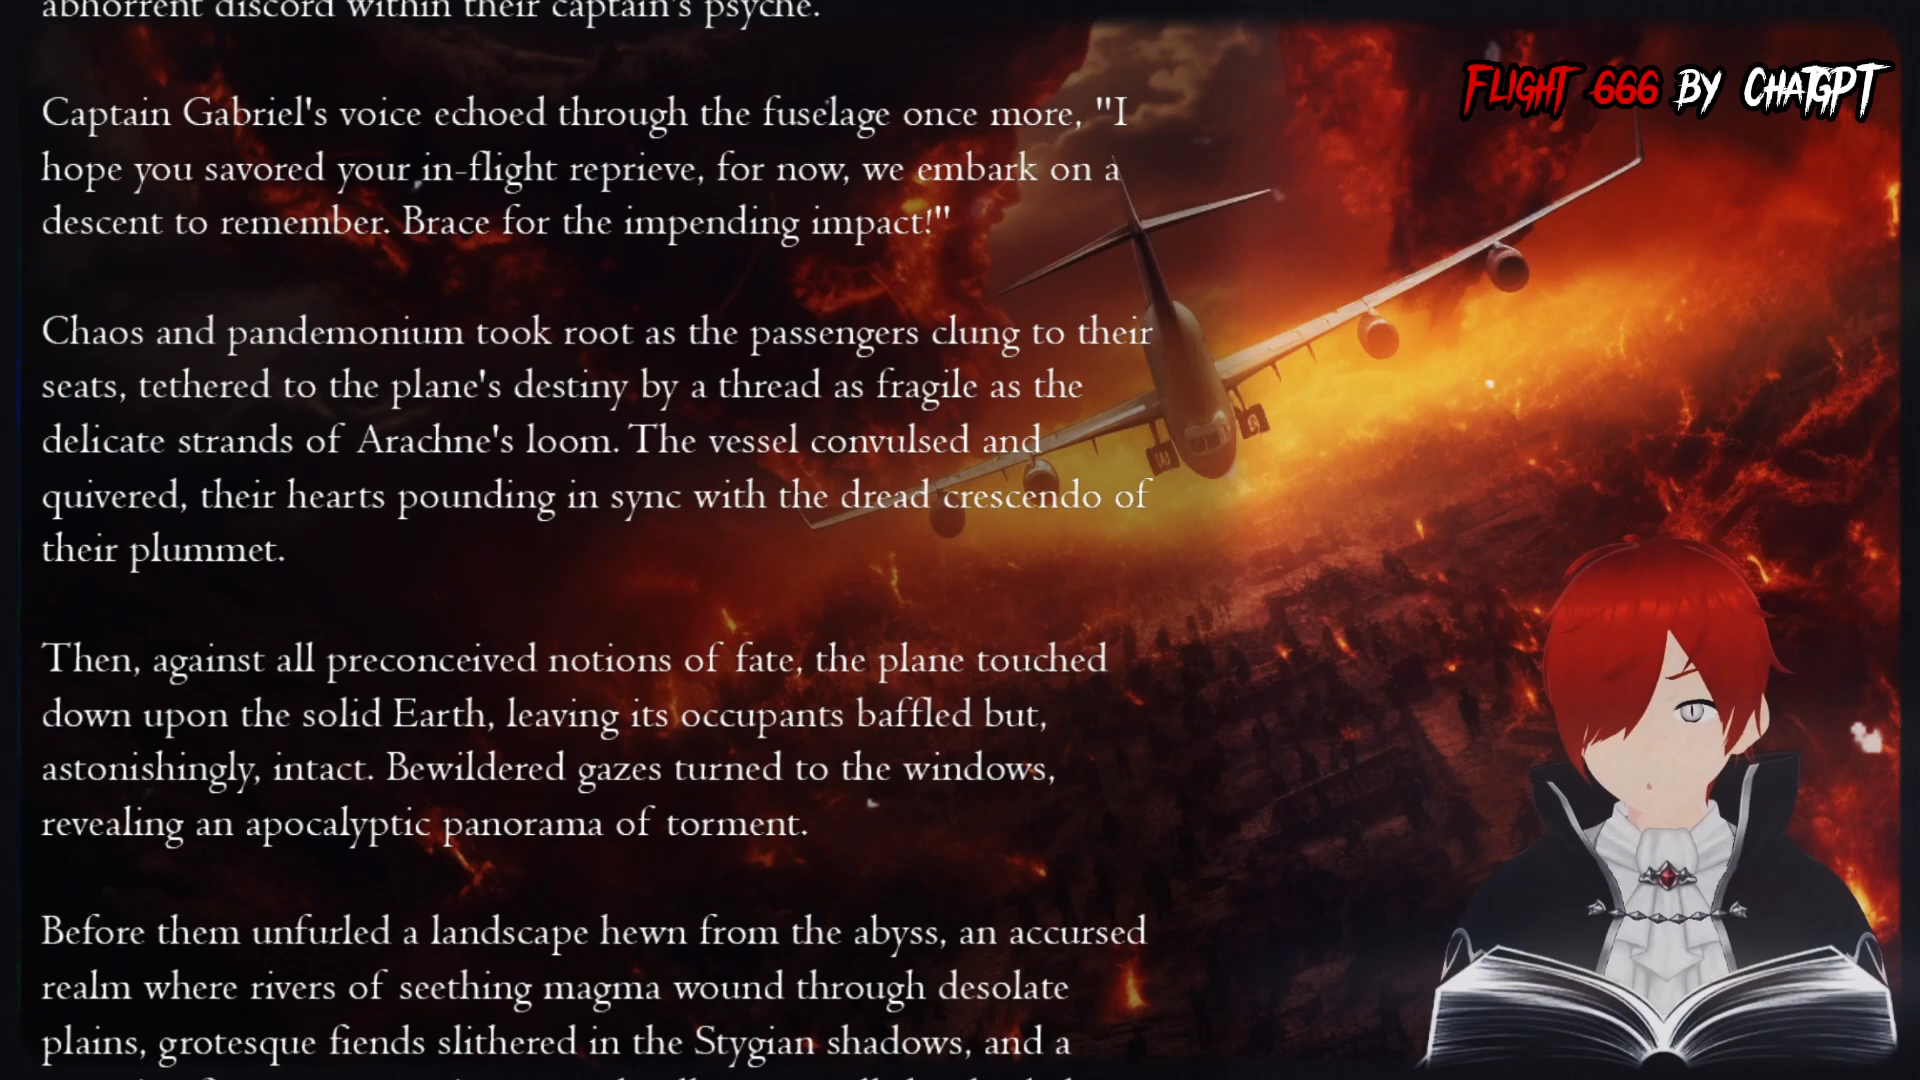 abhorrent discord within their captain's psyche.
FLIGHT 666 BY CHATGPT
Captain Gabriel's voice echoed through the fuselage once more, "I
hope you savored your in-flight reprieve, for now, we embark on a
descent to remember. Brace for the impending impact!"
Chaos and pandemonium took root as the passengers clung to their
seats, tethered to the plane's destiny by a thread as fragile as the
delicate strands of Arachne's loom. The vessel convulsed and
quivered, their hearts pounding in sync with the dread crescendo of
their plummet.
Then, against all preconceived notions of fate, the plane touched
down upon the solid Earth, leaving its occupants baffled but,
astonishingly, intact. Bewildered gazes turned to the windows,
revealing an apocalyptic panorama of torment.
Before them unfurled a landscape hewn from the abyss, an accursed
realm where rivers of seething magma wound through desolate
plains, grotesque fiends slithered in the Stygian shadows, and a